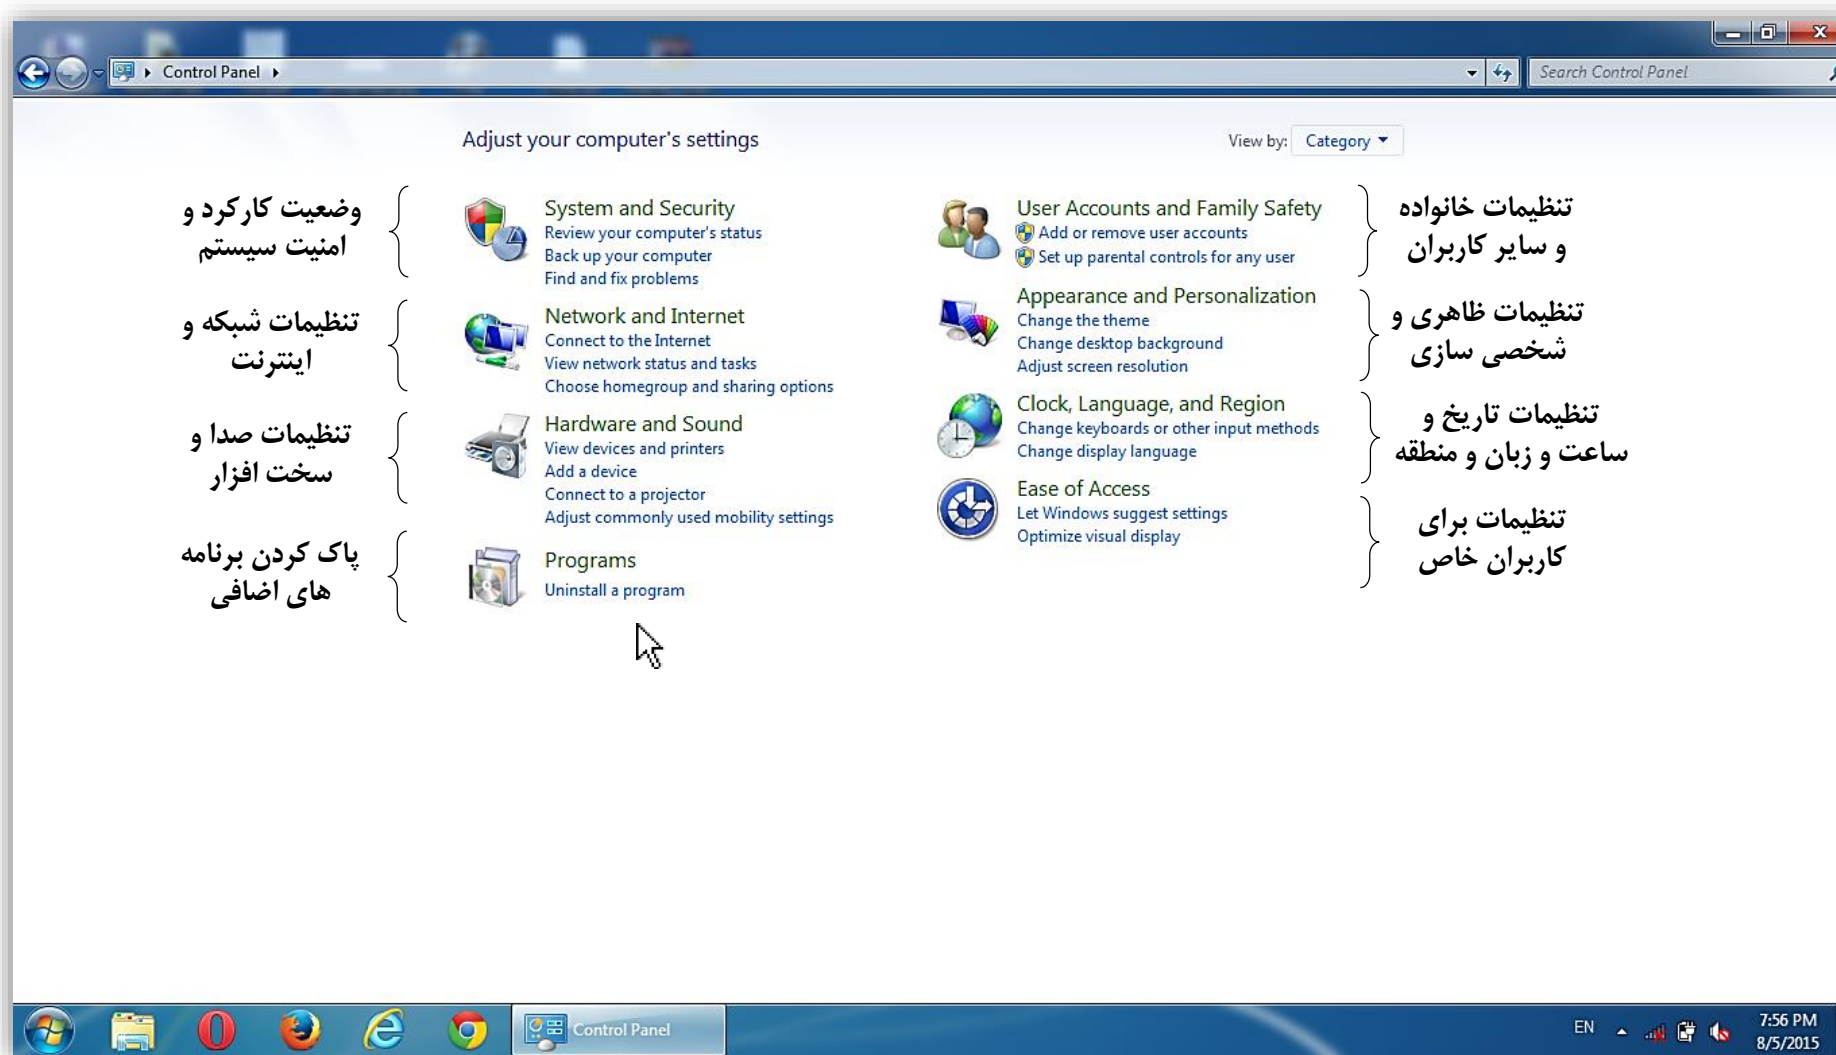 Control Panel
Search Control Panel
Adjust your computer's settings
View by: Category
وضعیت کارکرد و
امنیت سیستم
System and Security
Review your computer's status
Back up your computer
Find and fix problems
تنظیمات شبکه و
اینترنت
Network and Internet
Connect to the Internet
View network status and tasks
Choose homegroup and sharing options
تنظیمات صدا و
سخت افزار
Hardware and Sound
View devices and printers
Add a device
Connect to a projector
Adjust commonly used mobility settings
پاک کردن برنامه
های اضافی
Programs
Uninstall a program
User Accounts and Family Safety
Add or remove user accounts
Set up parental controls for any user
تنظیمات خانواده
و سایر کاربران
Appearance and Personalization
Change the theme
Change desktop background
Adjust screen resolution
تنظیمات ظاهری و
شخصی سازی
Clock, Language, and Region
Change keyboards or other input methods
Change display language
تنظیمات تاریخ و
ساعت و زبان و منطقه
Ease of Access
Let Windows suggest settings
Optimize visual display
تنظیمات برای
کاربران خاص
Control Panel
EN
7:56 PM
8/5/2015